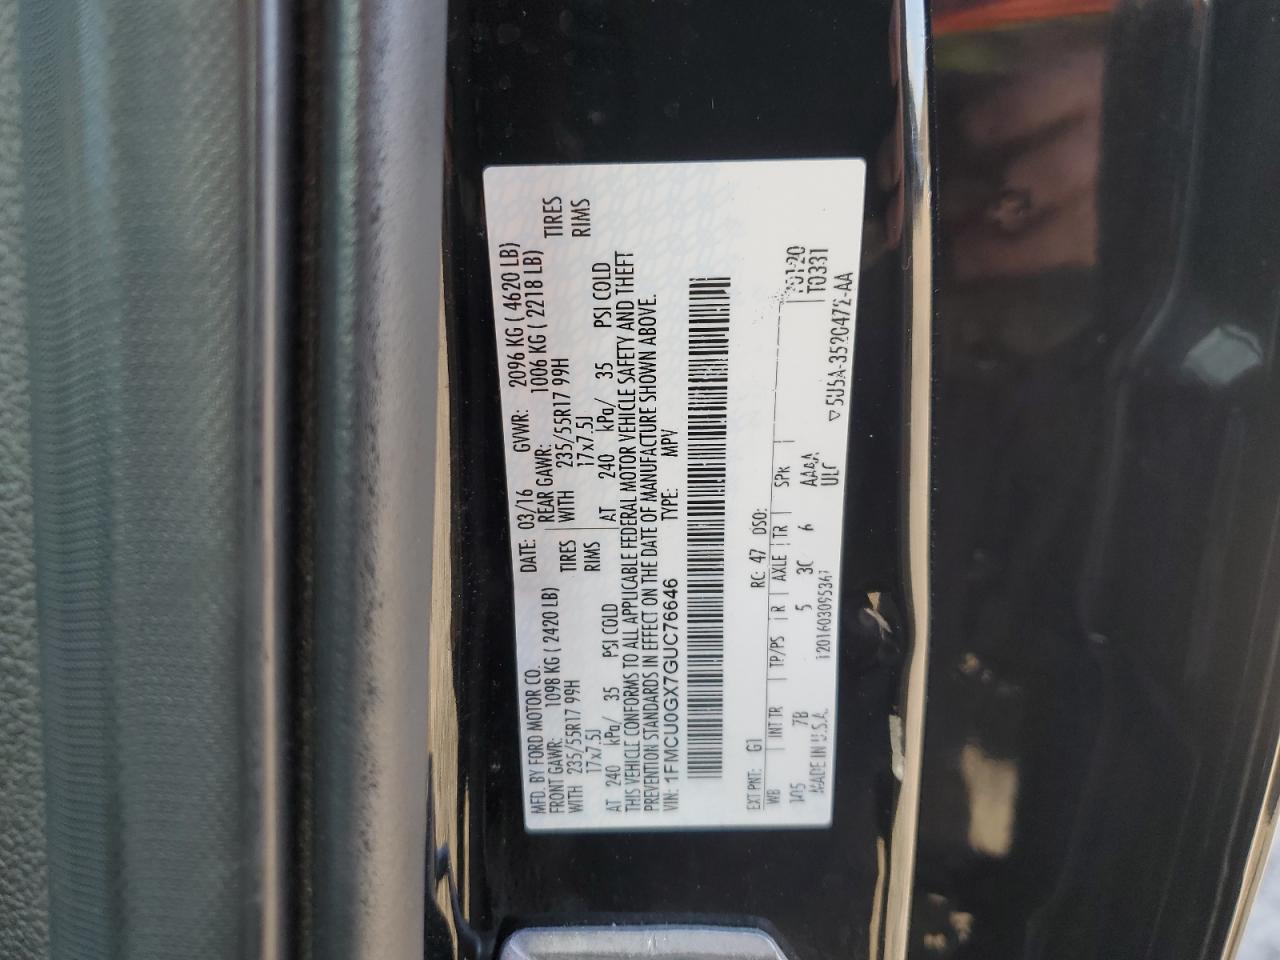 MFD. BY FORD MOTOR CO. DATE: 03/16 GVWR: 2096 KG ( 4620 LB)
FRONT GAWR: 1098 KG ( 2420 LB) REAR GAWR: 1006 KG ( 2218 LB)
WITH 235/55R17 99H TIRES WITH 235/55R17 99H TIRES
17x7.5J RIMS 17x7.5J RIMS
AT 240 kPa/ 35 PSI COLD AT 240 kPa/ 35 PSI COLD
THIS VEHICLE CONFORMS TO ALL APPLICABLE FEDERAL MOTOR VEHICLE SAFETY AND THEFT
PREVENTION STANDARDS IN EFFECT ON THE DATE OF MANUFACTURE SHOWN ABOVE.
VIN: 1FMCU0GX7GUC76646 TYPE: MPV
EXT PNT: G1 RC: 47 DSO:
WB INT TR TP/PS R AXLE TR SPR
105 7B 5 3C 6 AA&A
MADE IN U.S.A. T0331
ULC
▽5U5A-3520472-AA